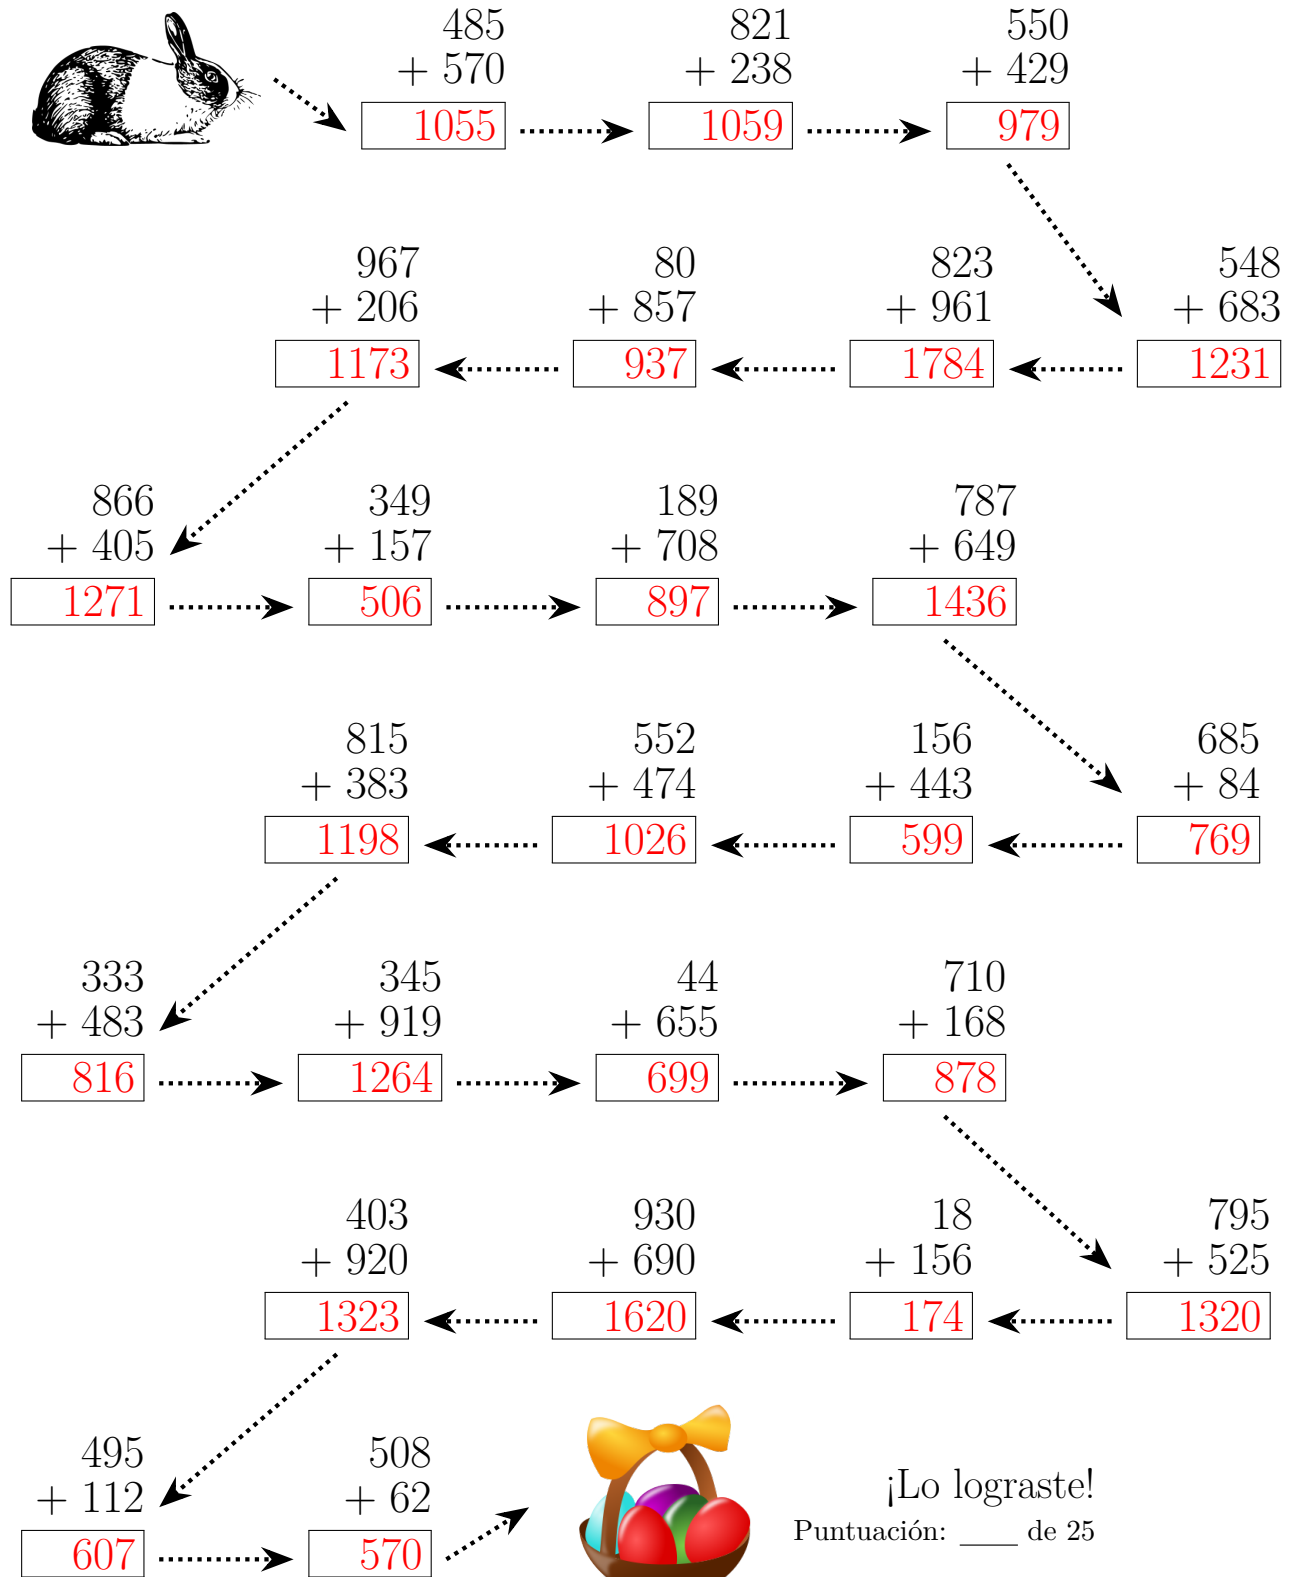 485 821 550
+ 570 + 238 + 429
1055 1059 979
967 80 823 548
+ 206 + 857 + 961 + 683
1173 937 1784 1231
866 349 189 787
+ 405 + 157 + 708 + 649
1271 506 897 1436
815 552 156 685
+ 383 + 474 + 443 + 84
1198 1026 599 769
333 345 44 710
+ 483 + 919 + 655 + 168
816 1264 699 878
403 930 18 795
+ 920 + 690 + 156 + 525
1323 1620 174 1320
495 508
+ 112 + 62
607 570
¡Lo lograste!
Puntuación: ____ de 25